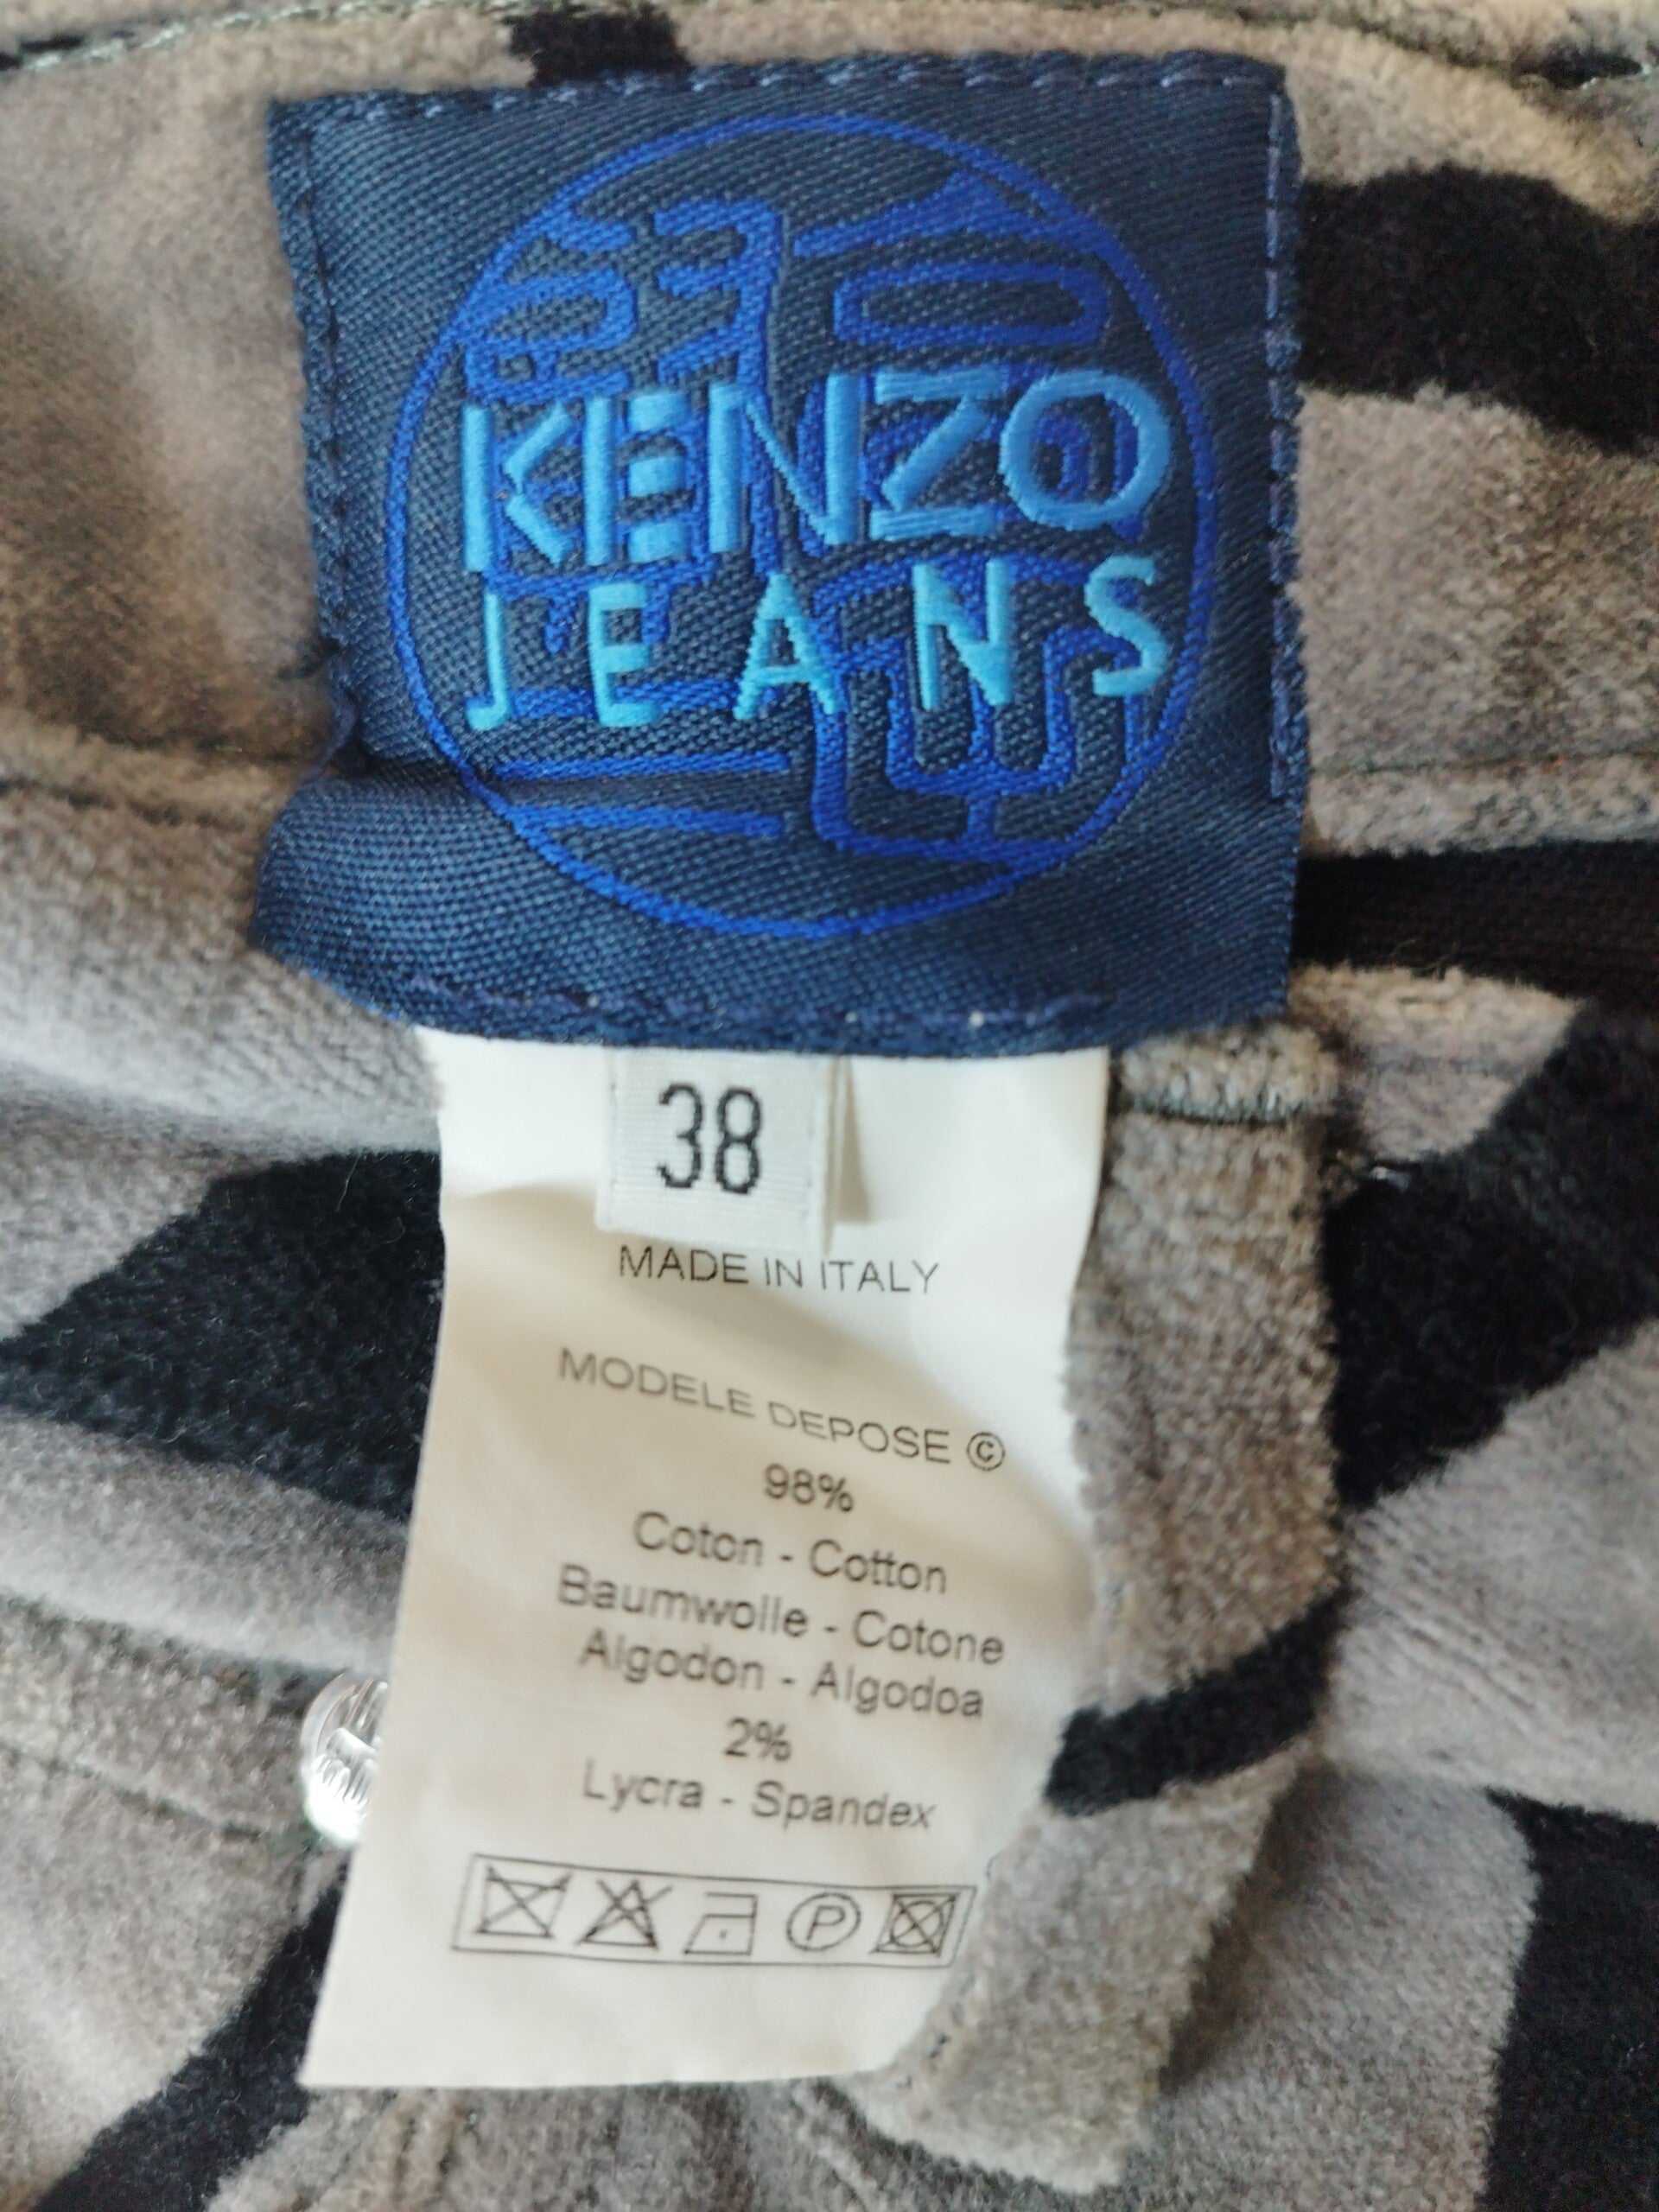 KENZO
JEANS
38
MADE IN ITALY
MODELE DEPOSE ©
98%
Coton - Cotton
Baumwolle - Cotone
Algodon - Algodoa
2%
Lycra - Spandex
P